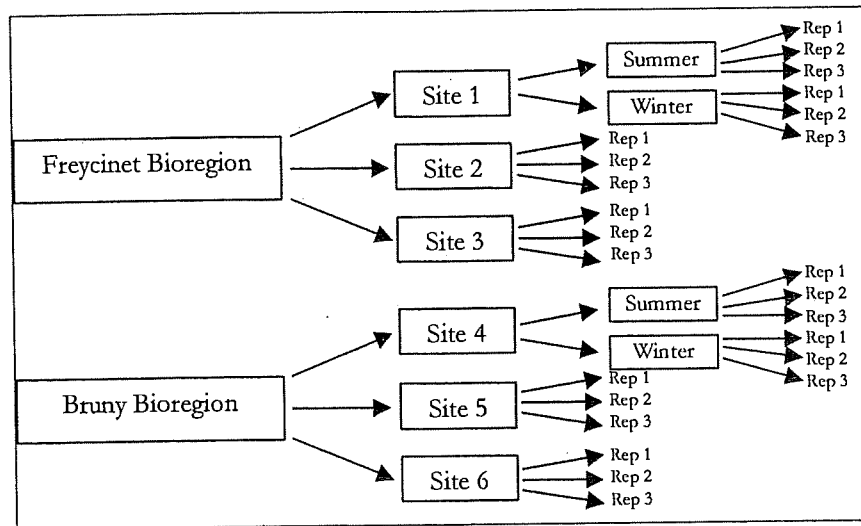 Freycinet Bioregion
Site 1
Summer
Rep 1
Rep 2
Rep 3
Winter
Rep 1
Rep 2
Rep 3
Site 2
Rep 1
Rep 2
Rep 3
Site 3
Rep 1
Rep 2
Rep 3
Bruny Bioregion
Site 4
Summer
Rep 1
Rep 2
Rep 3
Winter
Rep 1
Rep 2
Rep 3
Site 5
Rep 1
Rep 2
Rep 3
Site 6
Rep 1
Rep 2
Rep 3